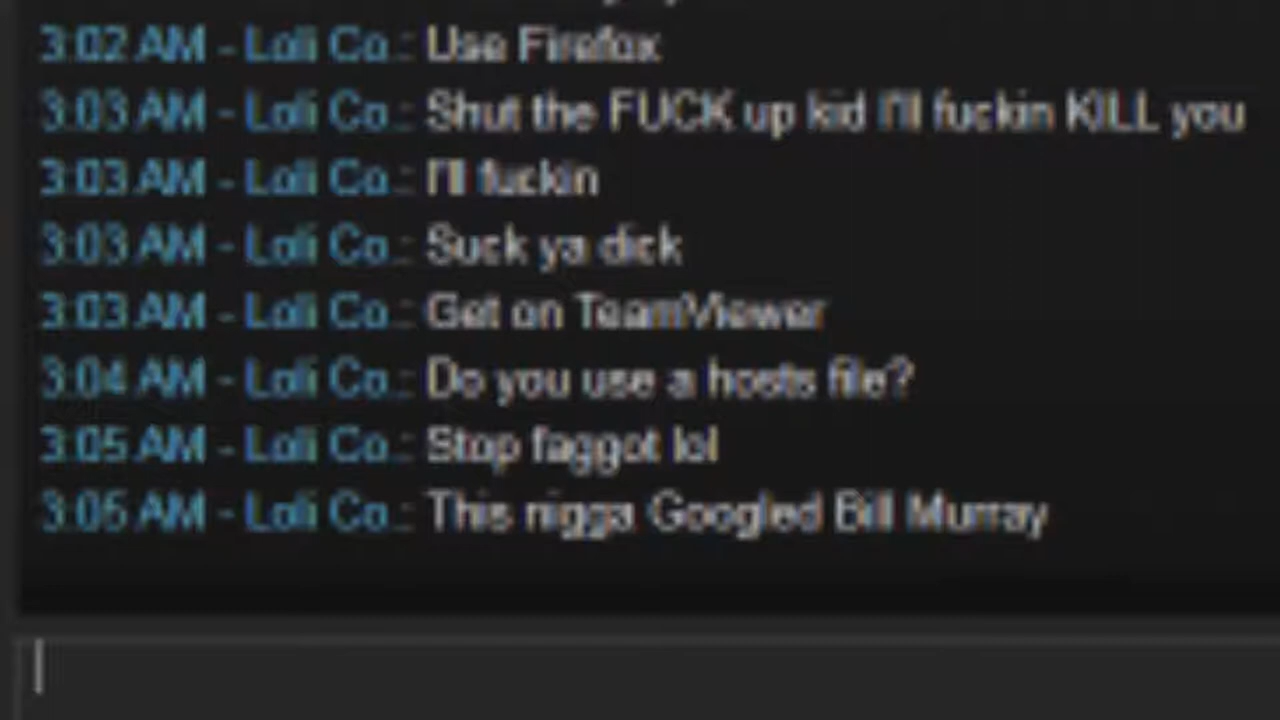 3:02 AM - Loli Co.: Use Firefox
3:03 AM - Loli Co.: Shut the FUCK up kid I'll fuckin KILL you
3:03 AM - Loli Co.: I'll fuckin
3:03 AM - Loli Co.: Suck ya dick
3:03 AM - Loli Co.: Get on TeamViewer
3:04 AM - Loli Co.: Do you use a hosts file?
3:05 AM - Loli Co.: Stop faggot lol
3:05 AM - Loli Co.: This nigga Googled Bill Murray